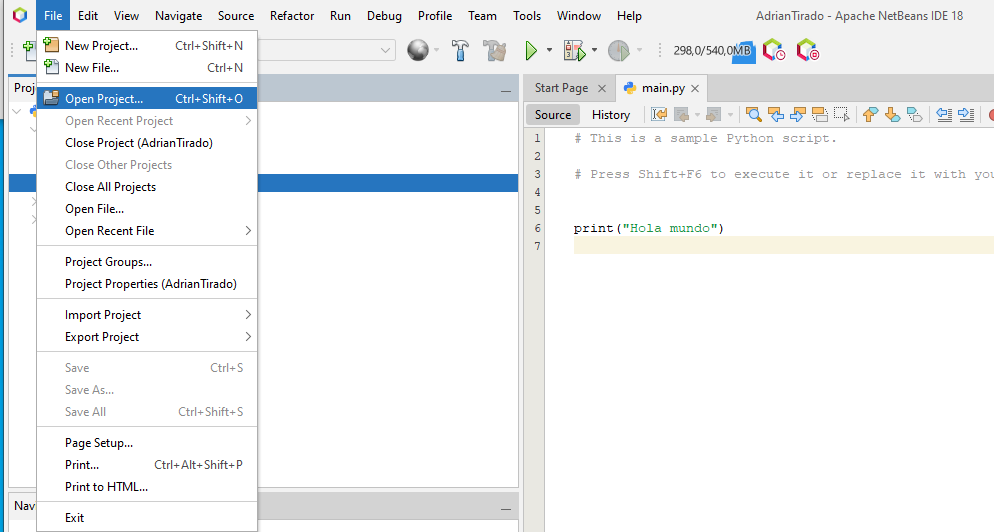 File Edit View Navigate Source Refactor Run Debug Profile Team Tools Window Help AdrianTirado - Apache NetBeans IDE 18
New Project... Ctrl+Shift+N
New File... Ctrl+N
298,0/540,0MB
Open Project... Ctrl+Shift+O
Open Recent Project
Close Project (AdrianTirado)
Close Other Projects
Close All Projects
Open File...
Open Recent File
Project Groups...
Project Properties (AdrianTirado)
Import Project
Export Project
Save Ctrl+S
Save As...
Save All Ctrl+Shift+S
Page Setup...
Print... Ctrl+Alt+Shift+P
Print to HTML...
Exit
Proj
Nav
Start Page main.py
Source History
1 # This is a sample Python script.
2
3 # Press Shift+F6 to execute it or replace it with you
4
5
6 print("Hola mundo")
7